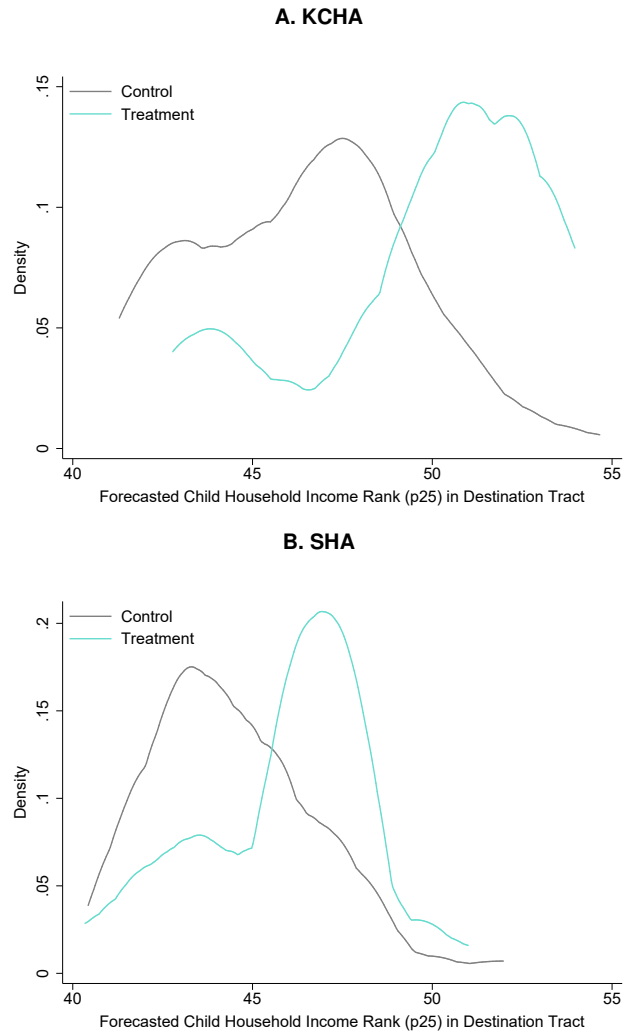 A. KCHA
Control
Treatment
.15
.1
.05
0
Density
40 45 50 55
Forecasted Child Household Income Rank (p25) in Destination Tract
B. SHA
Control
Treatment
.2
.15
.1
.05
0
Density
40 45 50 55
Forecasted Child Household Income Rank (p25) in Destination Tract